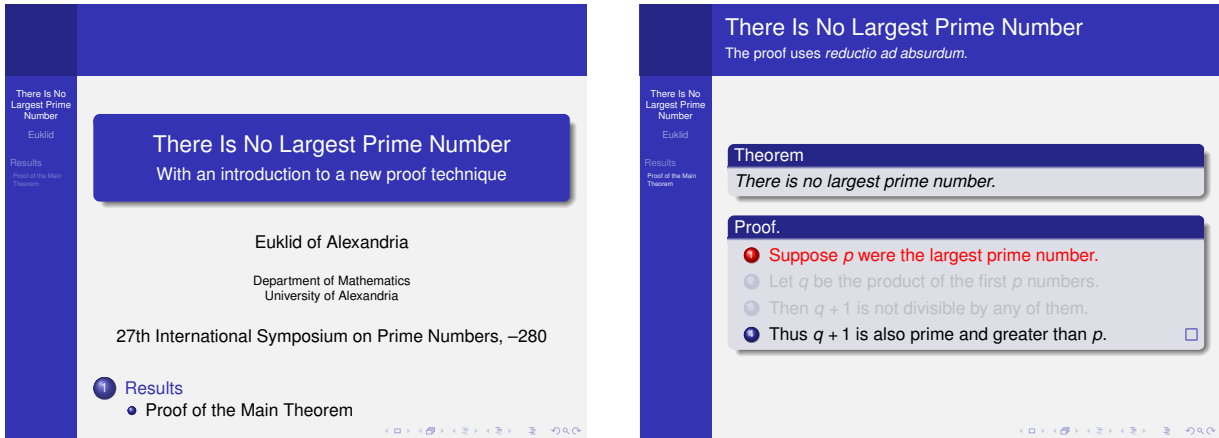 There Is No
Largest Prime
Number
Euklid
Results
Proof of the Main
Theorem
There Is No Largest Prime Number
With an introduction to a new proof technique
Euklid of Alexandria
Department of Mathematics
University of Alexandria
27th International Symposium on Prime Numbers, –280
1 Results
Proof of the Main Theorem
There Is No Largest Prime Number
The proof uses reductio ad absurdum.
There Is No
Largest Prime
Number
Euklid
Results
Proof of the Main
Theorem
Theorem
There is no largest prime number.
Proof.
1 Suppose p were the largest prime number.
2 Let q be the product of the first p numbers.
3 Then q + 1 is not divisible by any of them.
4 Thus q + 1 is also prime and greater than p.